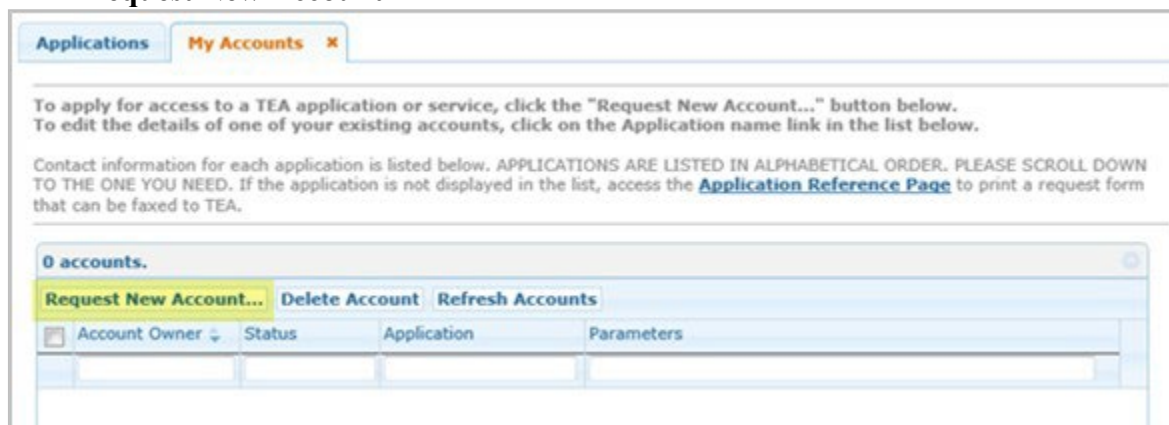 Applications My Accounts ×
To apply for access to a TEA application or service, click the "Request New Account..." button below.
To edit the details of one of your existing accounts, click on the Application name link in the list below.
Contact information for each application is listed below. APPLICATIONS ARE LISTED IN ALPHABETICAL ORDER. PLEASE SCROLL DOWN
TO THE ONE YOU NEED. If the application is not displayed in the list, access the Application Reference Page to print a request form
that can be faxed to TEA.
0 accounts.
Request New Account... Delete Account Refresh Accounts
Account Owner Status Application Parameters